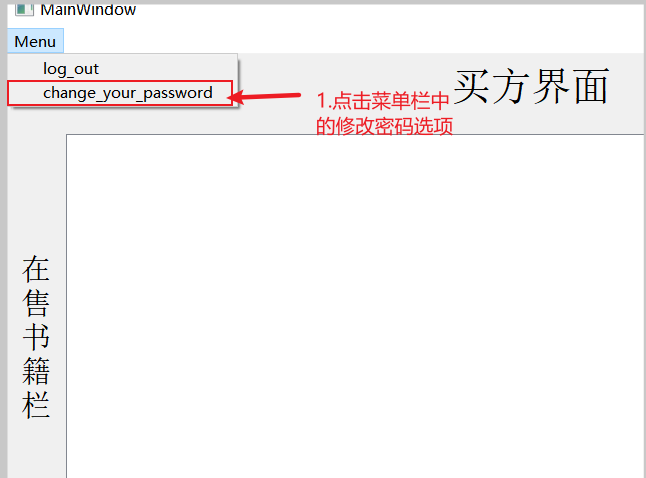 MainWindow
Menu
log_out
change_your_password
1.点击菜单栏中
的修改密码选项
买方界面
在
售
书
籍
栏